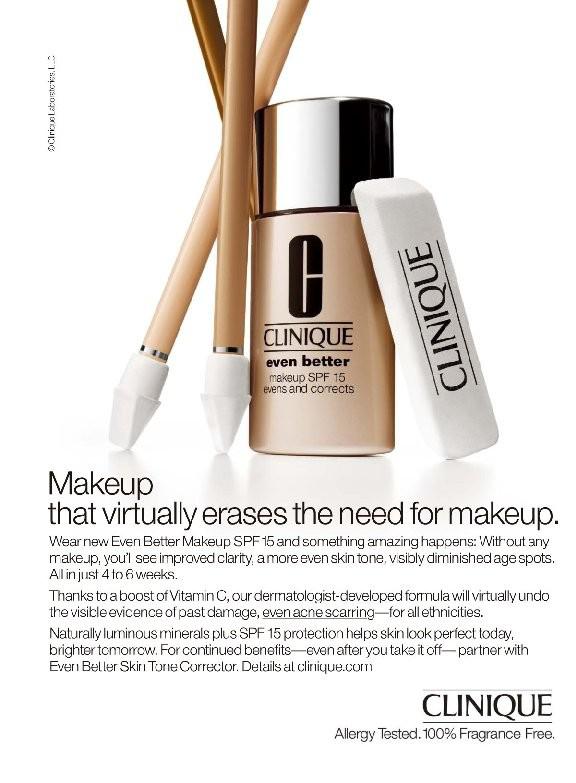 © Clinique Laboratories, LLC
C
CLINIQUE
even better
makeup SPF 15
evens and corrects
CLINIQUE
Makeup
that virtually erases the need for makeup.
Wear new Even Better Makeup SPF 15 and something amazing happens: Without any
makeup, you'll see improved clarity, a more even skin tone, visibly diminished age spots.
All in just 4 to 6 weeks.
Thanks to a boost of Vitamin C, our dermatologist-developed formula will virtually undo
the visible evicence of past damage, even acne scarring—for all ethnicities.
Naturally luminous minerals plus SPF 15 protection helps skin look perfect today,
brighter tomorrow. For continued benefits—even after you take it off—partner with
Even Better Skin Tone Corrector. Details at clinique.com
CLINIQUE
Allergy Tested. 100% Fragrance Free.